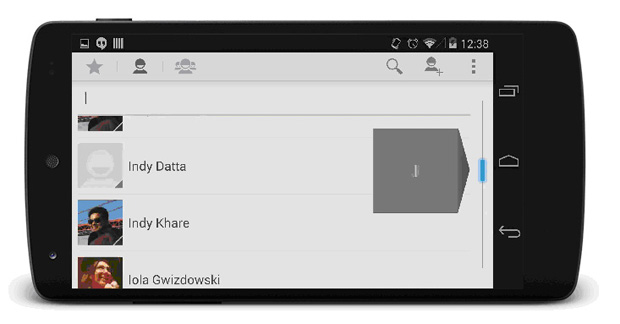 12:38
I
Indy Datta
Indy Khare
Iola Gwizdowski